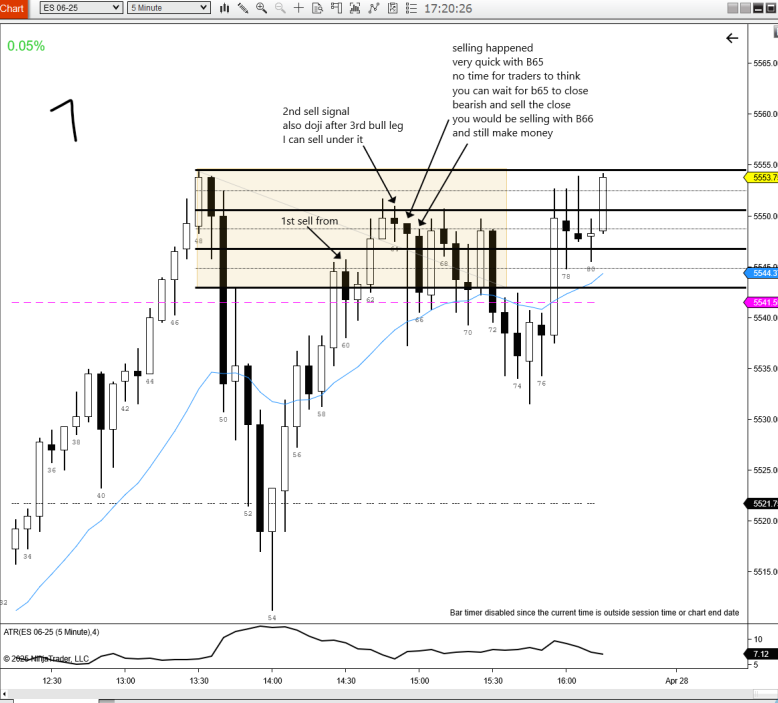 Chart ES 06-25 5 Minute 17:20:26
0.05%
1
selling happened
very quick with B65
no time for traders to think
you can wait for b65 to close
bearish and sell the close
you would be selling with B66
and still make money
2nd sell signal
also doji after 3rd bull leg
I can sell under it
1st sell from
5565.0
5560.0
5555.0
5553.7
5550.0
5544.3
5541.5
5535.0
5530.0
5525.0
5521.7
5520.0
5515.0
32
34
36
38
40
42
44
46
48
50
52
54
56
58
60
62
66
68
70
72
74
76
78
80
Bar timer disabled since the current time is outside session time or chart end date
ATR(ES 06-25 (5 Minute),4)
10
7.12
5
© 2025 NinjaTrader, LLC
12:30 13:00 13:30 14:00 14:30 15:00 15:30 16:00 Apr 28